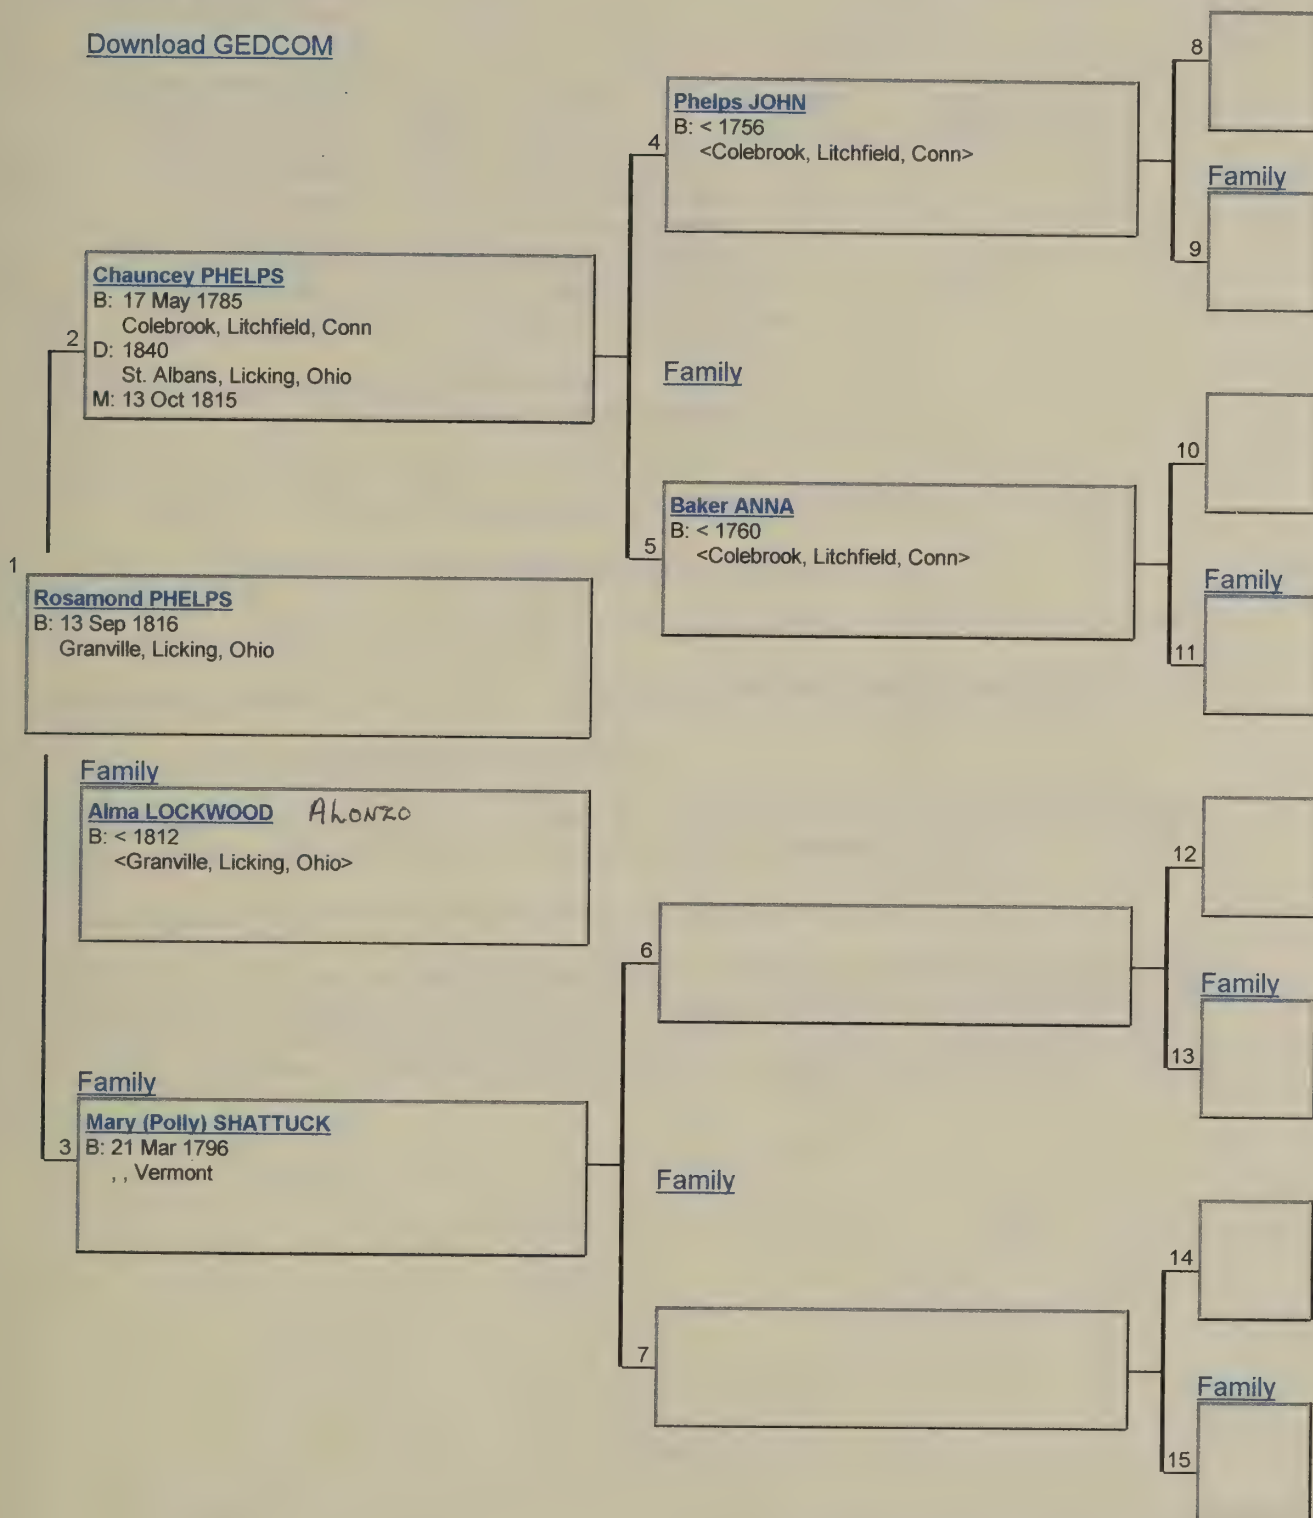 Download GEDCOM
8
Phelps JOHN
B: < 1756
<Colebrook, Litchfield, Conn>
4
Family
9
Chauncey PHELPS
B: 17 May 1785
Colebrook, Litchfield, Conn
2
D: 1840
St. Albans, Licking, Ohio
M: 13 Oct 1815
Family
10
Baker ANNA
B: < 1760
<Colebrook, Litchfield, Conn>
5
1
Rosamond PHELPS
B: 13 Sep 1816
Granville, Licking, Ohio
Family
11
Family
Alma LOCKWOOD ALONZO
B: < 1812
<Granville, Licking, Ohio>
12
6
Family
13
Family
Mary (Polly) SHATTUCK
3
B: 21 Mar 1796
, , Vermont
Family
14
7
Family
15